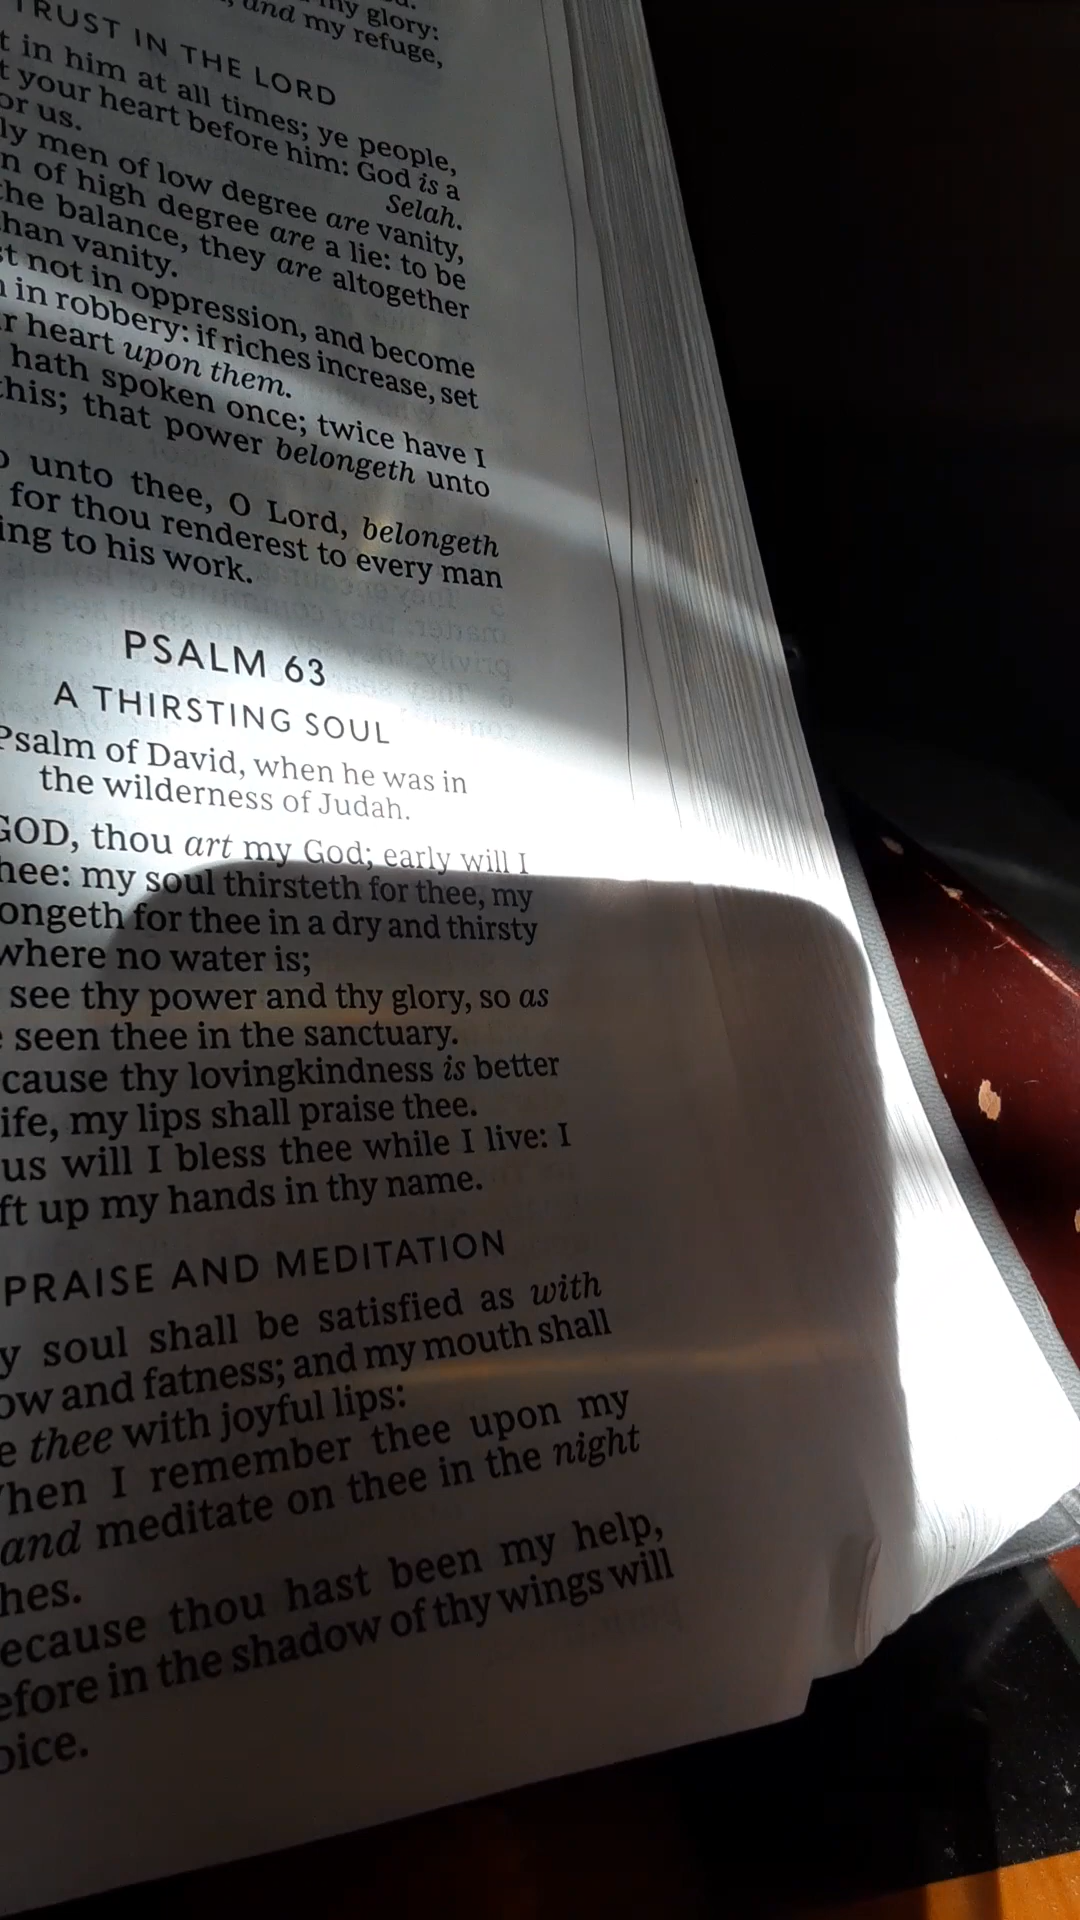 my glory:
and my refuge,
TRUST IN THE LORD
t in him at all times; ye people,
t your heart before him: God is a
or us.
Selah.
ly men of low degree are vanity,
n of high degree are a lie: to be
the balance, they are altogether
han vanity.
st not in oppression, and become
n in robbery: if riches increase, set
r heart upon them.
hath spoken once; twice have I
this; that power belongeth unto
o unto thee, O Lord, belongeth
for thou renderest to every man
ing to his work.
PSALM 63
A THIRSTING SOUL
Psalm of David, when he was in
the wilderness of Judah.
GOD, thou art my God; early will I
hee: my soul thirsteth for thee, my
ongeth for thee in a dry and thirsty
where no water is;
see thy power and thy glory, so as
e seen thee in the sanctuary.
cause thy lovingkindness is better
ife, my lips shall praise thee.
us will I bless thee while I live: I
ft up my hands in thy name.
PRAISE AND MEDITATION
y soul shall be satisfied as with
ow and fatness; and my mouth shall
e thee with joyful lips:
hen I remember thee upon my
and meditate on thee in the night
hes.
ecause thou hast been my help,
efore in the shadow of thy wings will
oice.